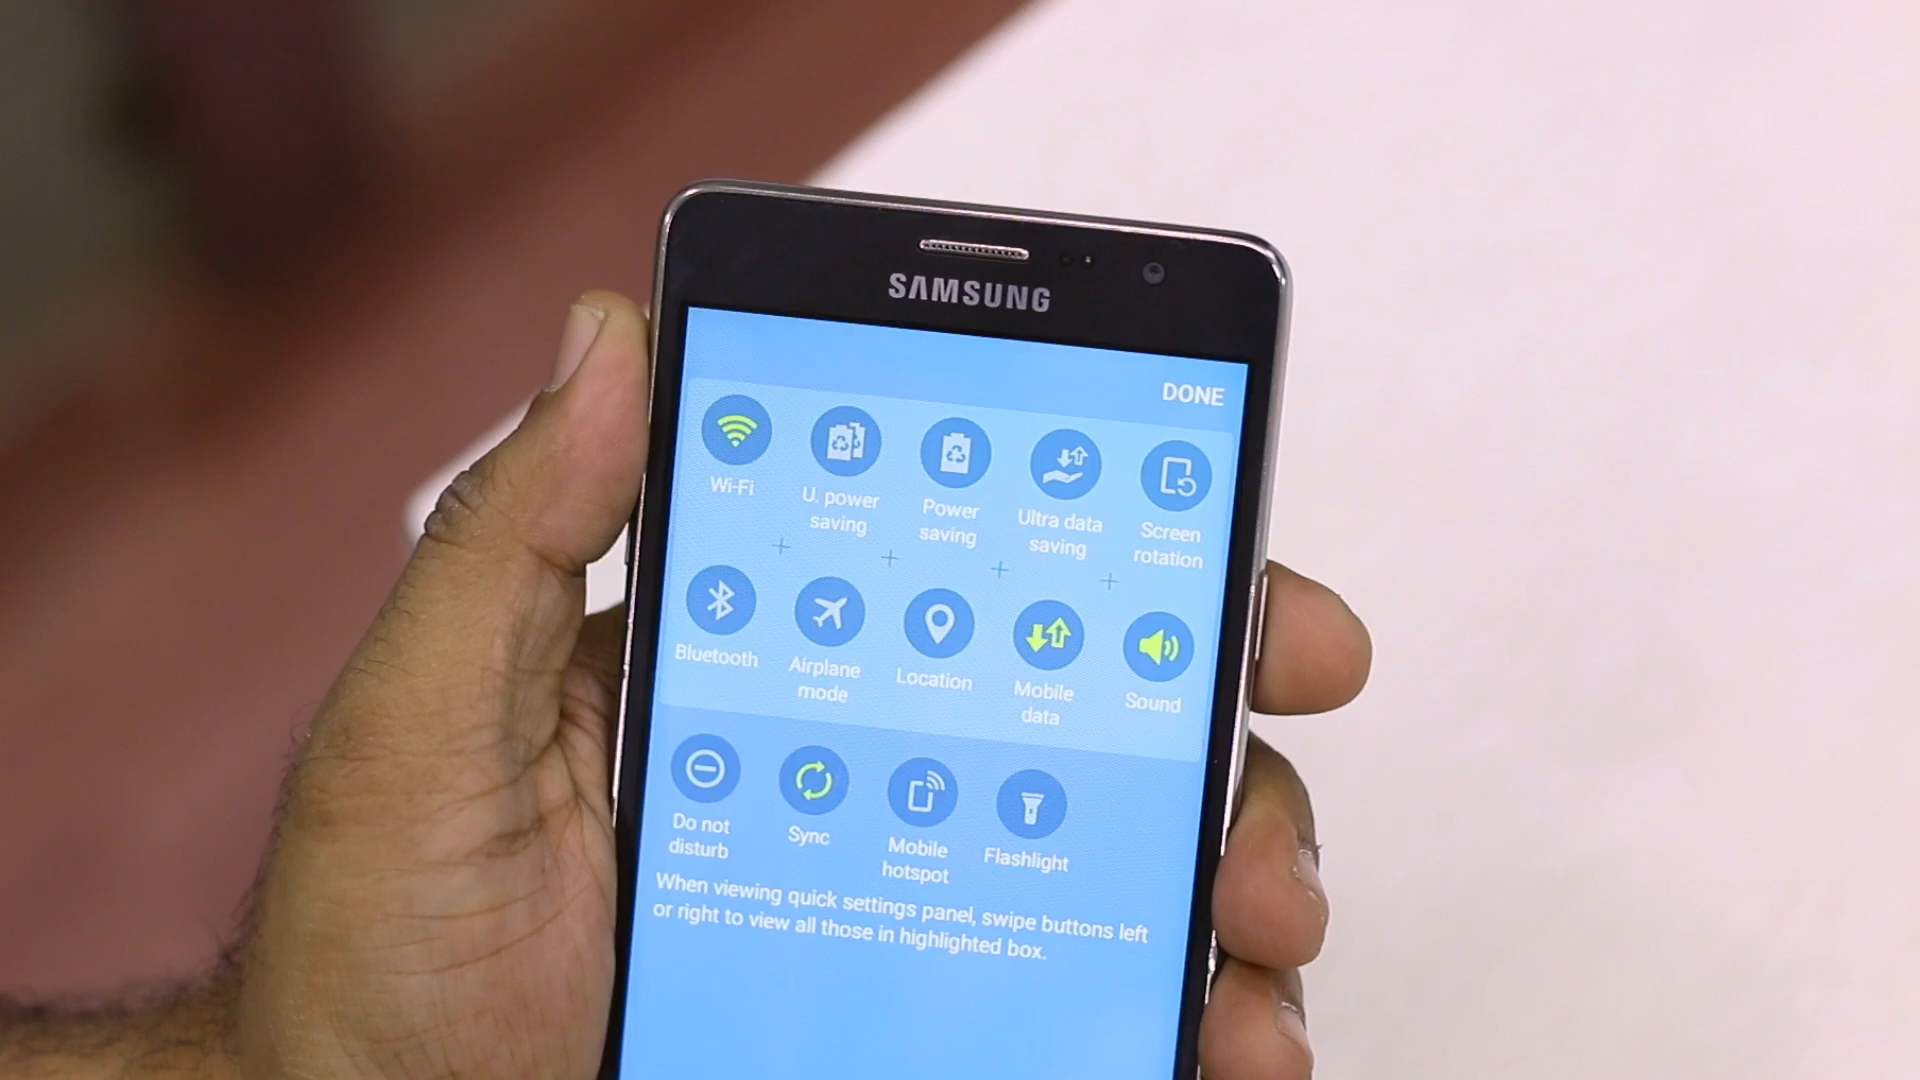 SAMSUNG
DONE
Wi-Fi
U. power
saving
Power
saving
Ultra data
saving
Screen
rotation
Bluetooth
Airplane
mode
Location
Mobile
data
Sound
Do not
disturb
Sync
Mobile
hotspot
Flashlight
When viewing quick settings panel, swipe buttons left
or right to view all those in highlighted box.